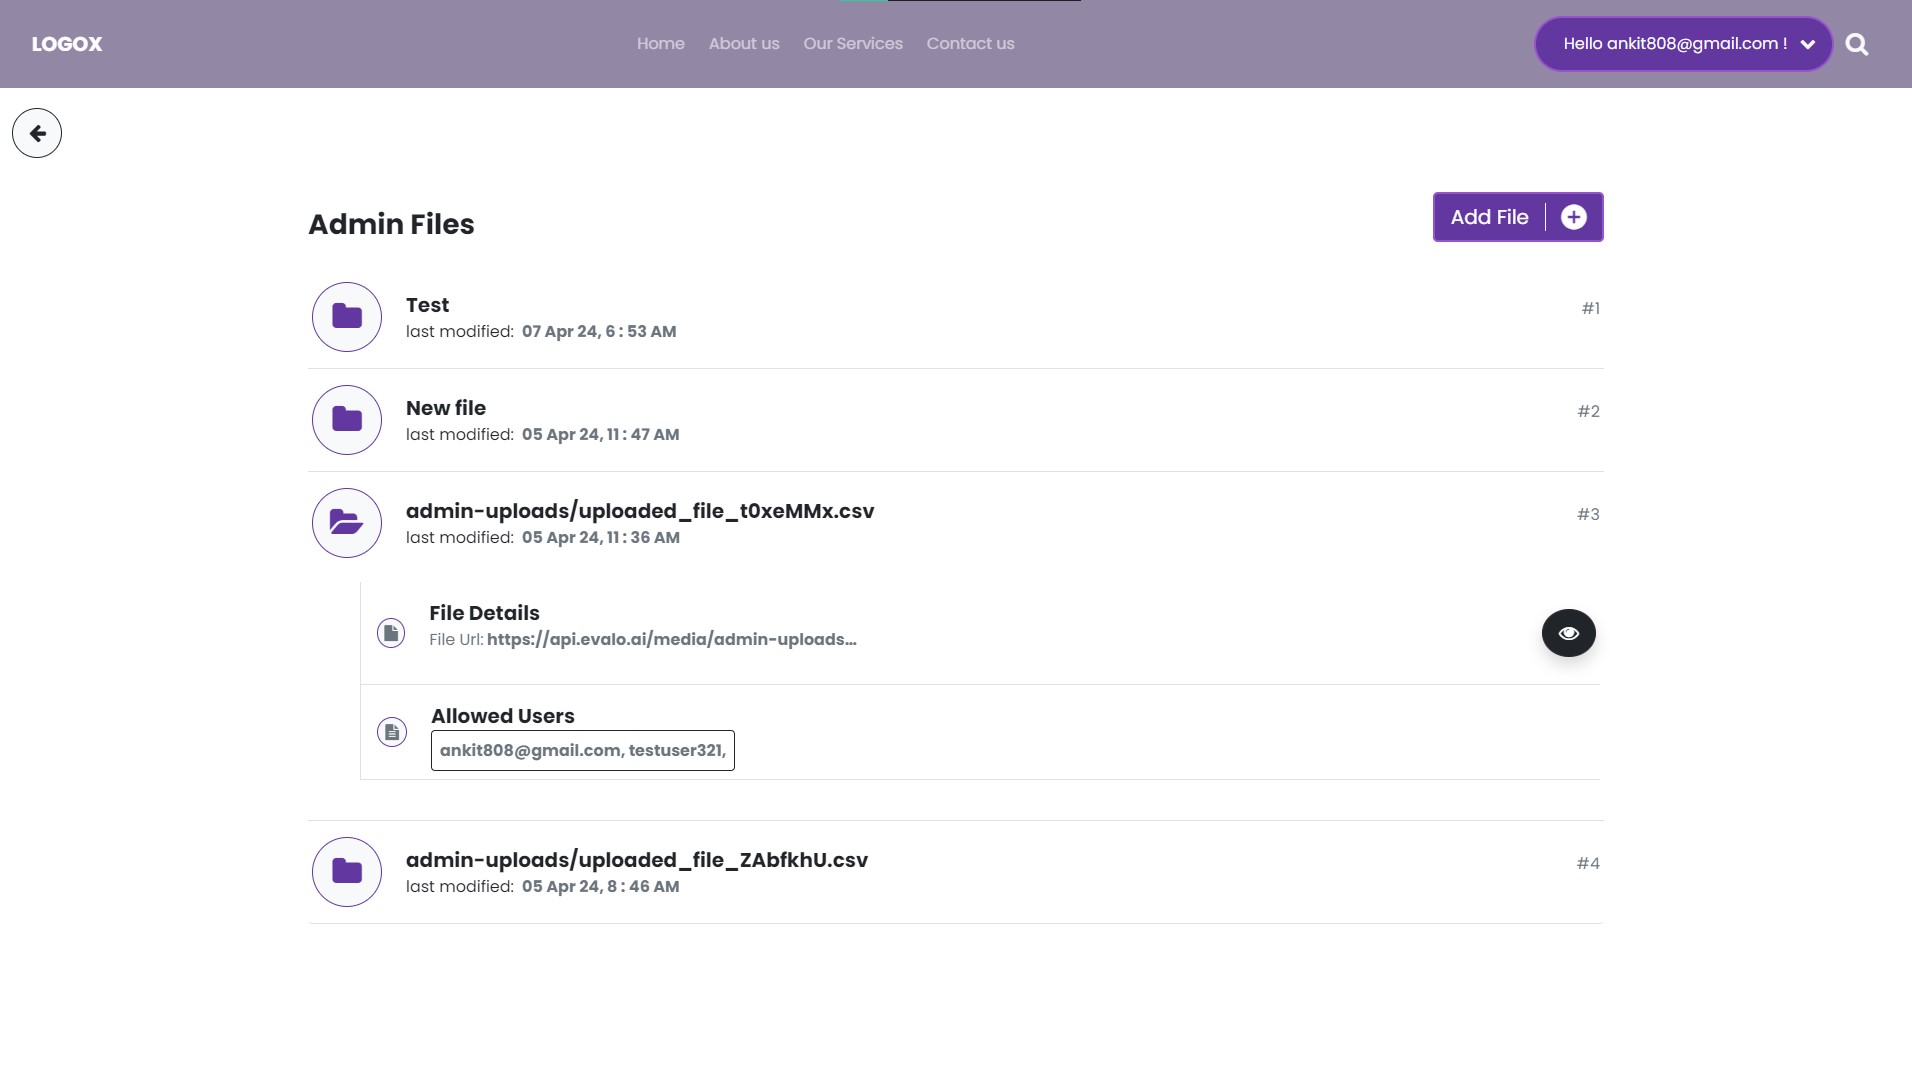 LOGOX
Home About us Our Services Contact us
Hello ankit808@gmail.com !
Admin Files
Add File
Test
#1
last modified: 07 Apr 24, 6 : 53 AM
New file
#2
last modified: 05 Apr 24, 11 : 47 AM
admin-uploads/uploaded_file_t0xeMMx.csv
#3
last modified: 05 Apr 24, 11 : 36 AM
File Details
File Url: https://api.evalo.ai/media/admin-uploads...
Allowed Users
ankit808@gmail.com, testuser321,
admin-uploads/uploaded_file_ZAbfkhU.csv
#4
last modified: 05 Apr 24, 8 : 46 AM